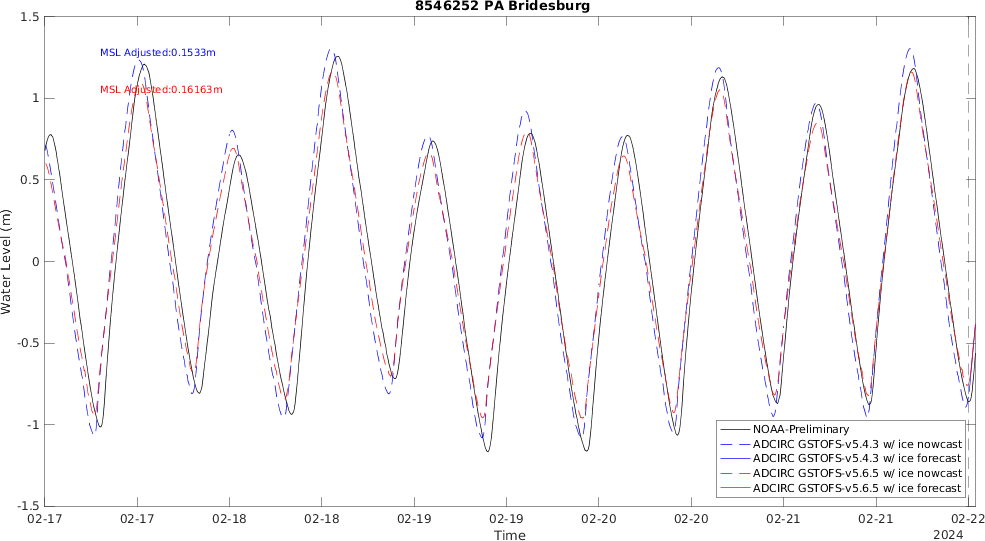 8546252 PA Bridesburg
1.5
1
0.5
0
-0.5
-1
-1.5
Water Level (m)
MSL Adjusted:0.1533m
MSL Adjusted:0.16163m
NOAA-Preliminary
ADCIRC GSTOFS-v5.4.3 w/ ice nowcast
ADCIRC GSTOFS-v5.4.3 w/ ice forecast
ADCIRC GSTOFS-v5.6.5 w/ ice nowcast
ADCIRC GSTOFS-v5.6.5 w/ ice forecast
02-17 02-17 02-18 02-18 02-19 02-19 02-20 02-20 02-21 02-21 02-22
2024
Time